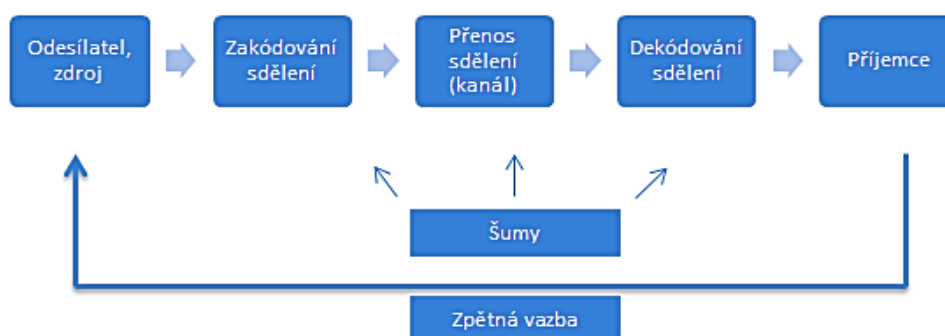 Odesílatel,
zdroj
Zakódování
sdělení
Přenos
sdělení
(kanál)
Dekódování
sdělení
Příjemce
Šumy
Zpětná vazba